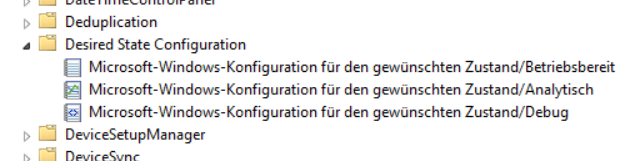 DateTimeControlPanel
Deduplication
Desired State Configuration
Microsoft-Windows-Konfiguration für den gewünschten Zustand/Betriebsbereit
Microsoft-Windows-Konfiguration für den gewünschten Zustand/Analytisch
Microsoft-Windows-Konfiguration für den gewünschten Zustand/Debug
DeviceSetupManager
DeviceSync